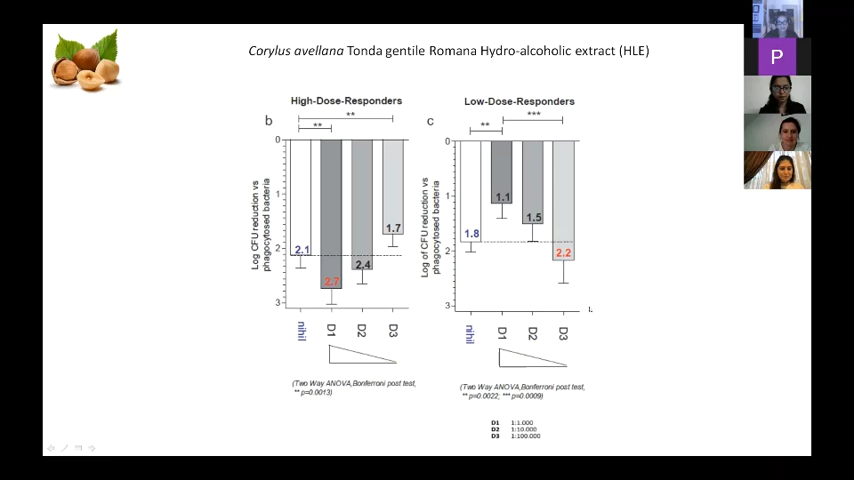 Corylus avellana Tonda gentile Romana Hydro-alcoholic extract (HLE)
High-Dose-Responders
b
**
**
Log CFU reduction vs
phagocytosed bacteria
0
1
2
3
2.1
2.7
2.4
1.7
nihil
D1
D2
D3
(Two Way ANOVA,Bonferroni post test,
** p=0.0013)
Low-Dose-Responders
c
**
***
Log of CFU reduction vs
phagocytosed bacteria
0
1
2
3
1.8
1.1
1.5
2.2
nihil
D1
D2
D3
(Two Way ANOVA,Bonferroni post test,
** p=0.0022; *** p=0.0009)
D1 1:1.000
D2 1:10.000
D3 1:100.000
P